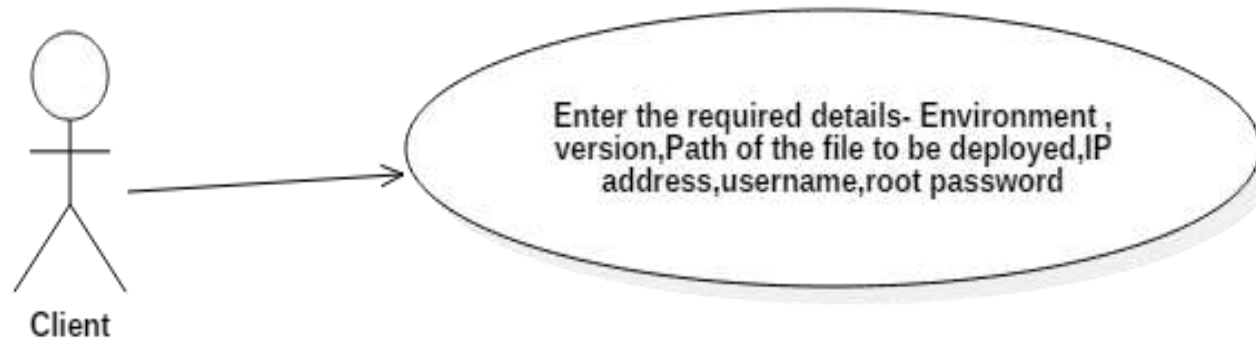 Enter the required details- Environment ,
version,Path of the file to be deployed,IP
address,username,root password
Client